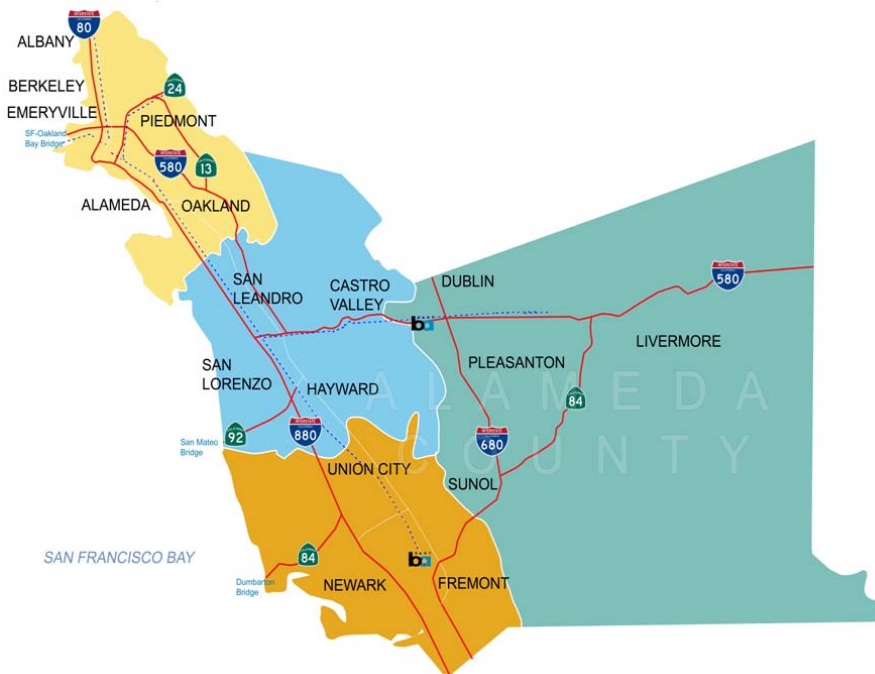 80
ALBANY
BERKELEY
24
EMERYVILLE
PIEDMONT
SF-Oakland
Bay Bridge
580
13
ALAMEDA
OAKLAND
SAN
LEANDRO
CASTRO
VALLEY
DUBLIN
580
ba
PLEASANTON
LIVERMORE
SAN
LORENZO
HAYWARD
ALAMEDA
84
92
San Mateo
Bridge
880
680
COUNTY
UNION CITY
SUNOL
SAN FRANCISCO BAY
84
ba
Dumbarton
Bridge
NEWARK
FREMONT